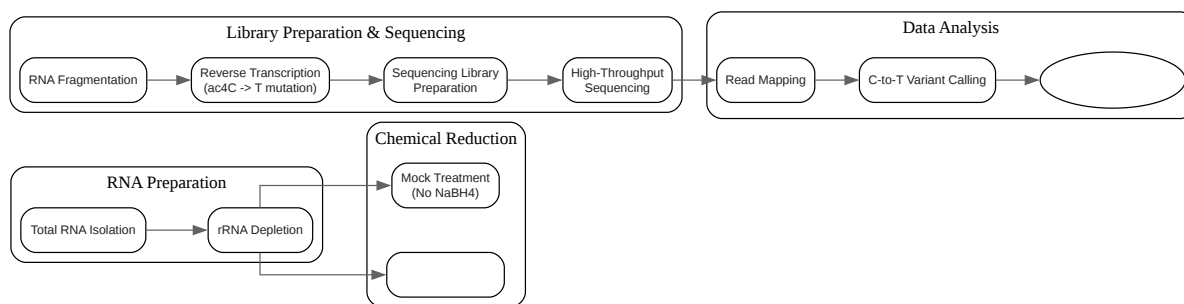 Library Preparation & Sequencing
RNA Fragmentation
Reverse Transcription
(ac4C -> T mutation)
Sequencing Library
Preparation
High-Throughput
Sequencing
Data Analysis
Read Mapping
C-to-T Variant Calling
RNA Preparation
Total RNA Isolation
rRNA Depletion
Chemical Reduction
Mock Treatment
(No NaBH4)